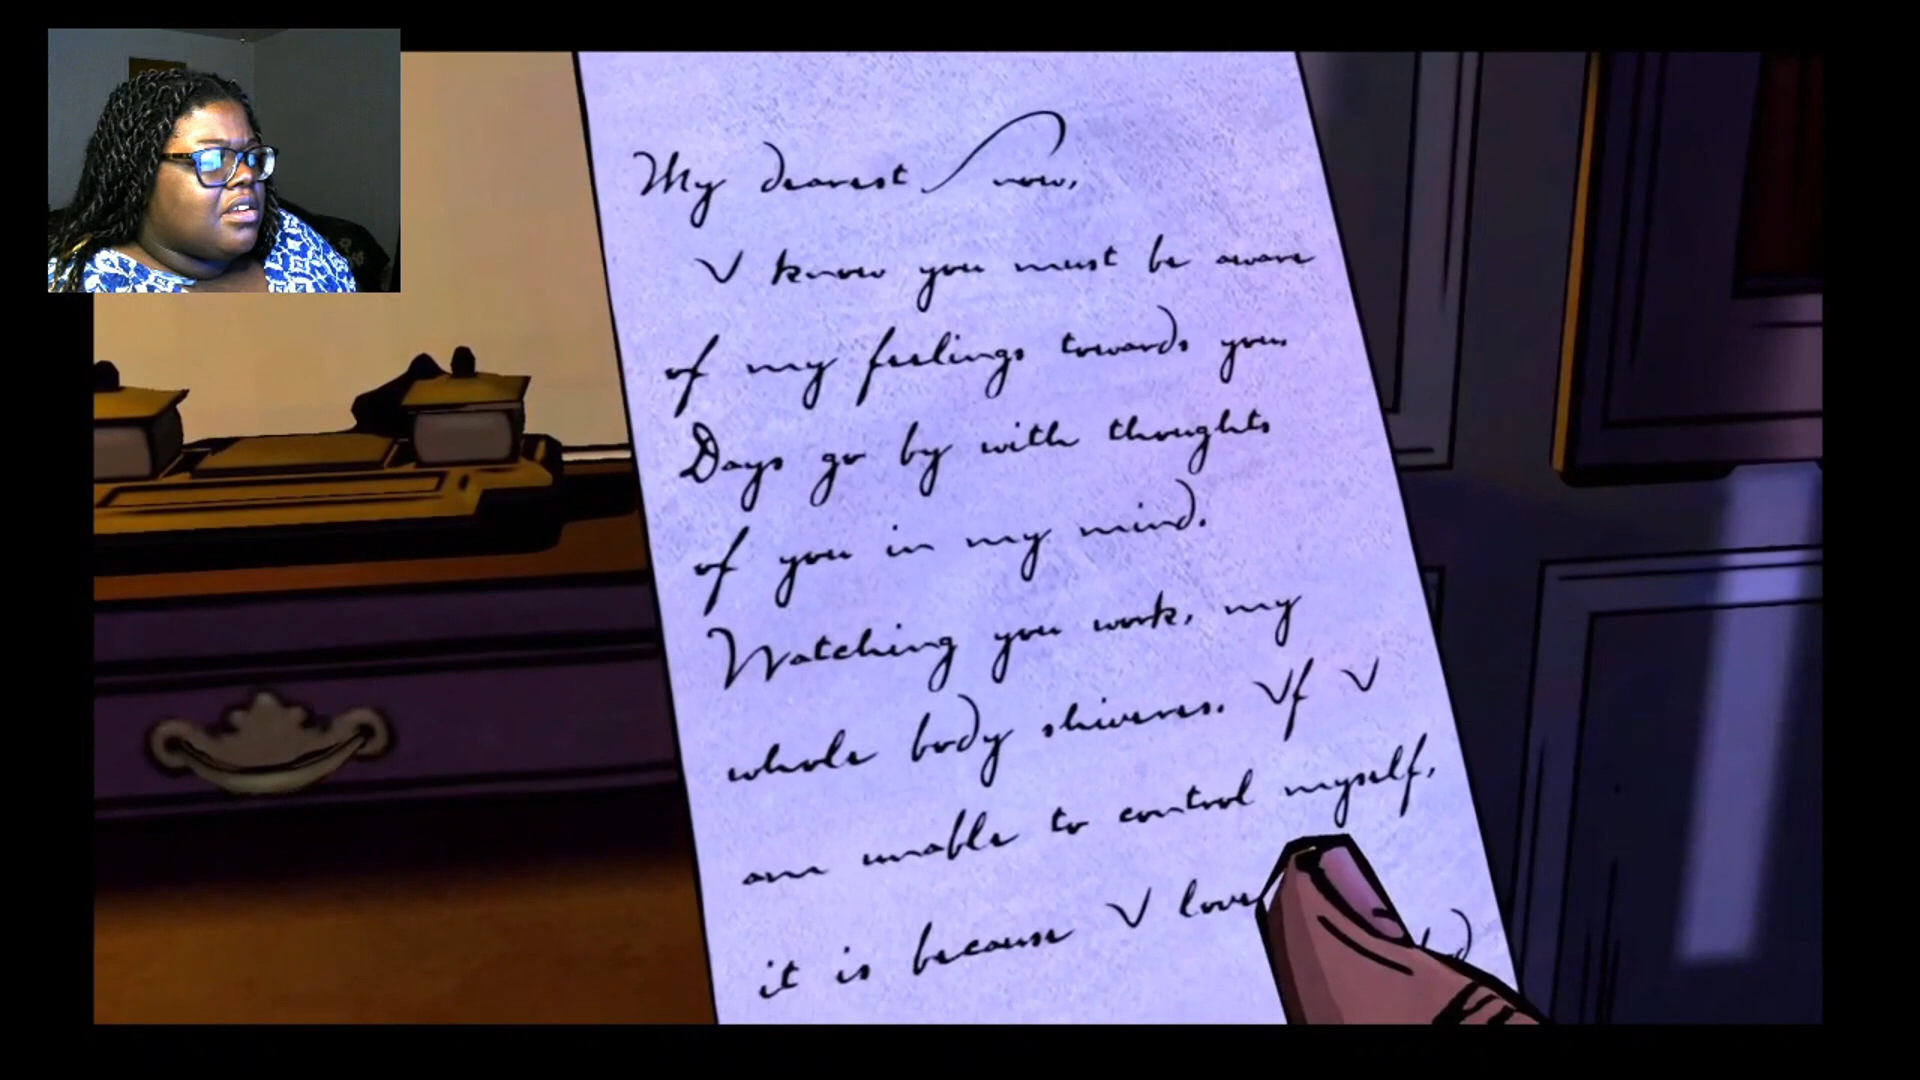 My dearest Snow,
I know you must be aware
of my feelings towards you.
Days go by with thoughts
of you in my mind.
Watching you work, my
whole body shivers. If I
am unable to control myself,
it is because I love